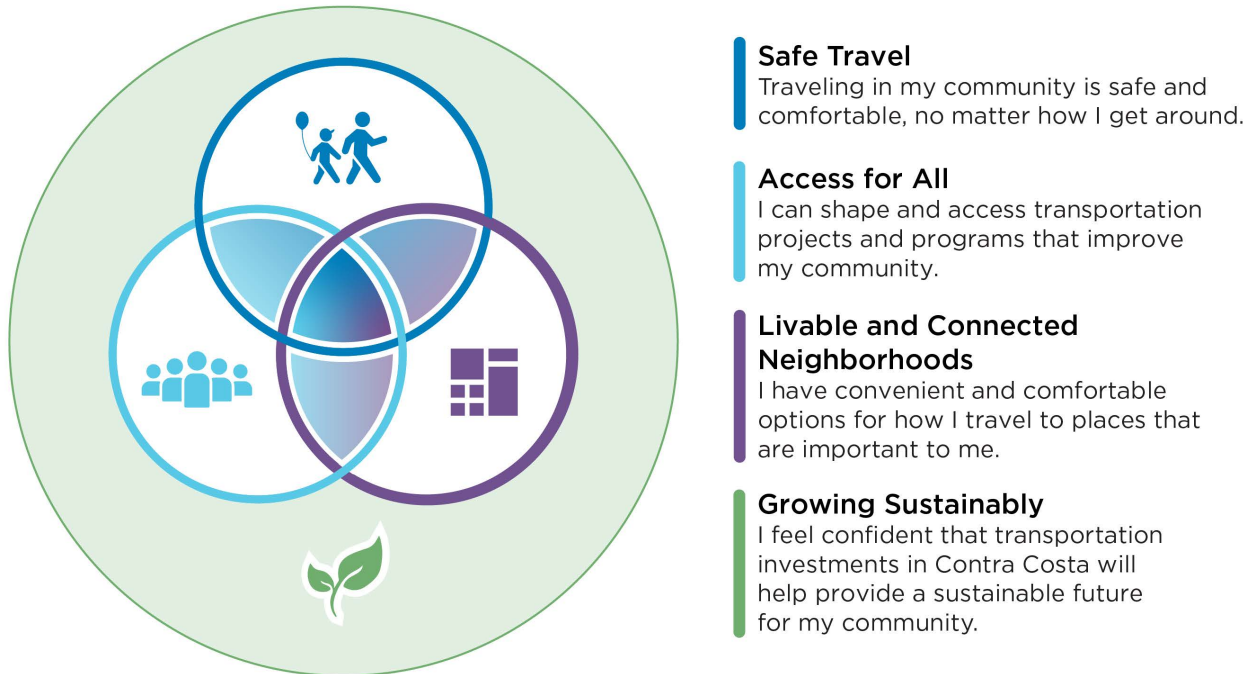 Safe Travel
Traveling in my community is safe and
comfortable, no matter how I get around.
Access for All
I can shape and access transportation
projects and programs that improve
my community.
Livable and Connected
Neighborhoods
I have convenient and comfortable
options for how I travel to places that
are important to me.
Growing Sustainably
I feel confident that transportation
investments in Contra Costa will
help provide a sustainable future
for my community.